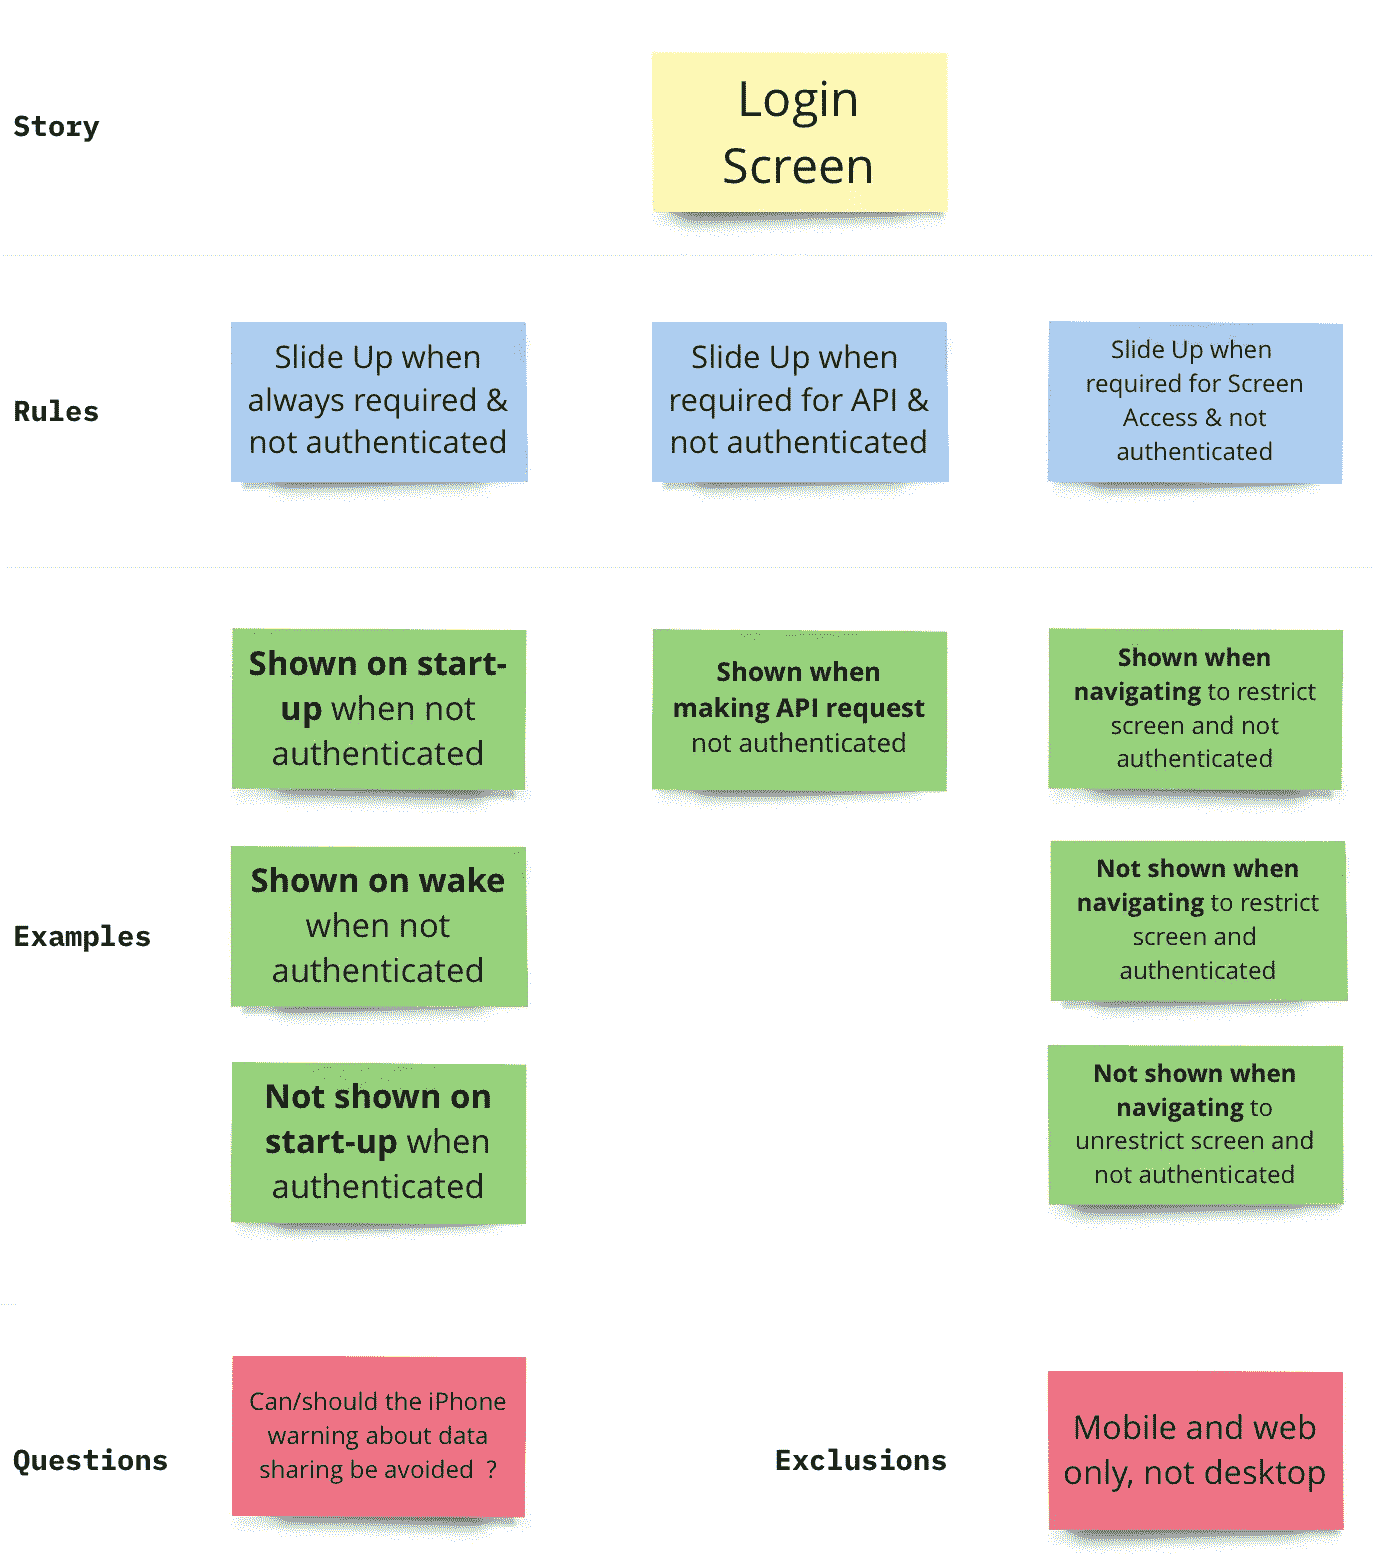 Story
Login
Screen
Rules
Slide Up when
always required &
not authenticated
Slide Up when
required for API &
not authenticated
Slide Up when
required for Screen
Access & not
authenticated
Examples
Shown on start-
up when not
authenticated
Shown when
making API request
not authenticated
Shown when
navigating to restrict
screen and not
authenticated
Shown on wake
when not
authenticated
Not shown when
navigating to restrict
screen and
authenticated
Not shown on
start-up when
authenticated
Not shown when
navigating to
unrestrict screen and
not authenticated
Questions
Can/should the iPhone
warning about data
sharing be avoided ?
Exclusions
Mobile and web
only, not desktop